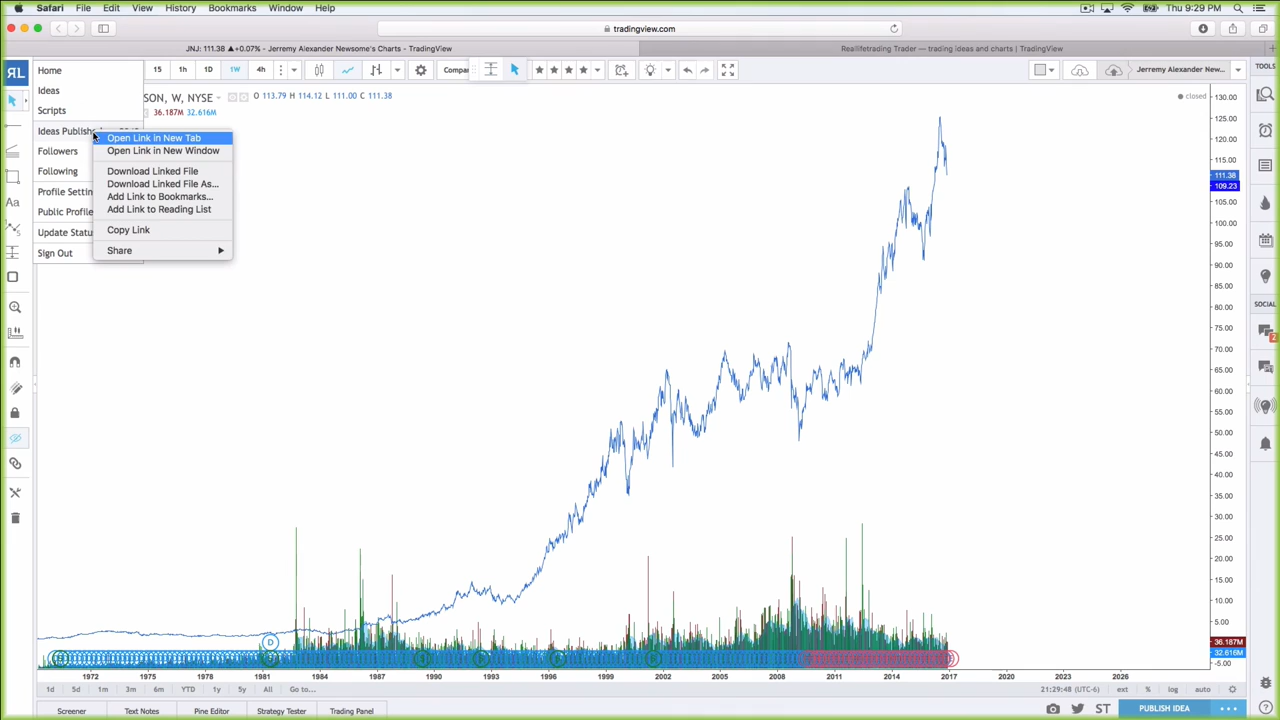 Safari File Edit View History Bookmarks Window Help
Thu 9:29 PM
tradingview.com
JNJ: 111.38 ▲+0.07% - Jerremy Alexander Newsome's Charts - TradingView
Reallifetrading Trader — trading ideas and charts | TradingView
RL
Home
15 1h 1D 1W 4h
Compa
Jerremy Alexander New...
TOOLS
Ideas
SON, W, NYSE
O 113.79 H 114.12 L 111.00 C 111.38
closed
Scripts
36.187M 32.616M
Ideas Publishe
Open Link in New Tab
Followers
Open Link in New Window
Following
Download Linked File
Download Linked File As...
Profile Settin
Add Link to Bookmarks...
Public Profile
Add Link to Reading List
Update Statu
Copy Link
Sign Out
Share
Aa
130.00
125.00
120.00
115.00
111.38
109.23
105.00
100.00
95.00
90.00
85.00
80.00
75.00
70.00
65.00
60.00
55.00
50.00
45.00
40.00
35.00
30.00
25.00
20.00
15.00
10.00
5.00
36.187M
32.616M
-5.00
SOCIAL
2
D
1972 1975 1978 1981 1984 1987 1990 1993 1996 1999 2002 2005 2008 2011 2014 2017 2020 2023 2026
1d 5d 1m 3m 6m YTD 1y 5y All Go to...
21:29:48 (UTC-6) ext % log auto
Screener Text Notes Pine Editor Strategy Tester Trading Panel
ST PUBLISH IDEA